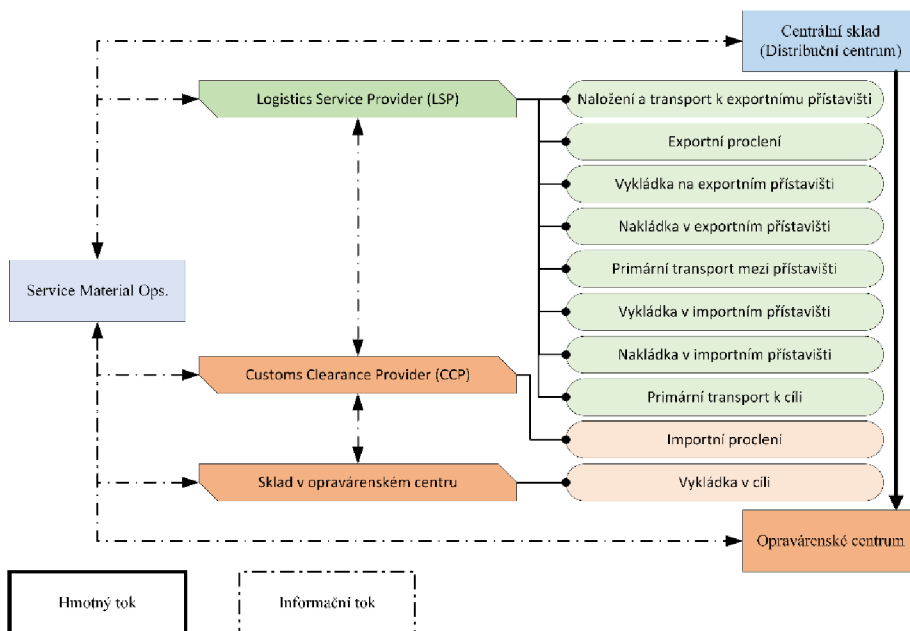 Centrální sklad
(Distribuční centrum)
Logistics Service Provider (LSP)
Naložení a transport k exportnímu přístavišti
Exportní proclení
Vykládka na exportním přístavišti
Nakládka v exportním přístavišti
Primární transport mezi přístavišti
Service Material Ops.
Vykládka v importním přístavišti
Nakládka v importním přístavišti
Customs Clearance Provider (CCP)
Primární transport k cíli
Importní proclení
Sklad v opravárenském centru
Vykládka v cíli
Opravárenské centrum
Hmotný tok
Informační tok